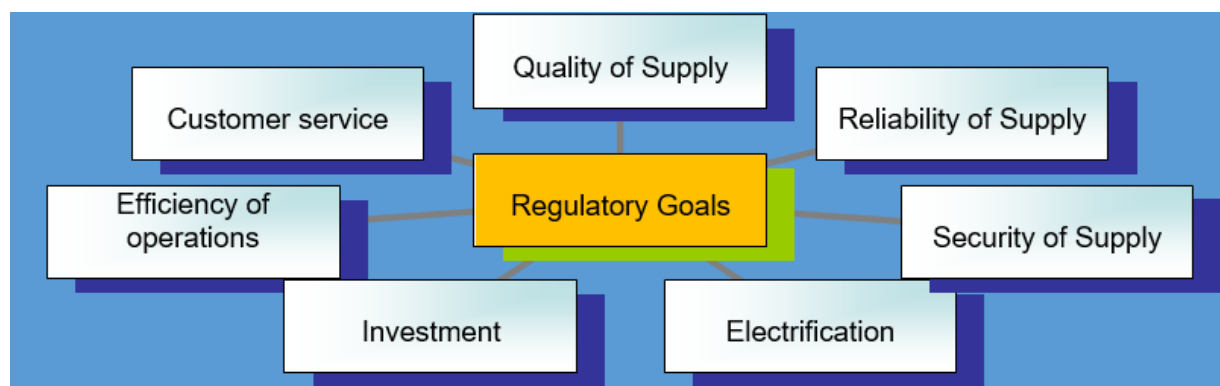 Quality of Supply
Customer service
Reliability of Supply
Regulatory Goals
Efficiency of
operations
Security of Supply
Investment
Electrification